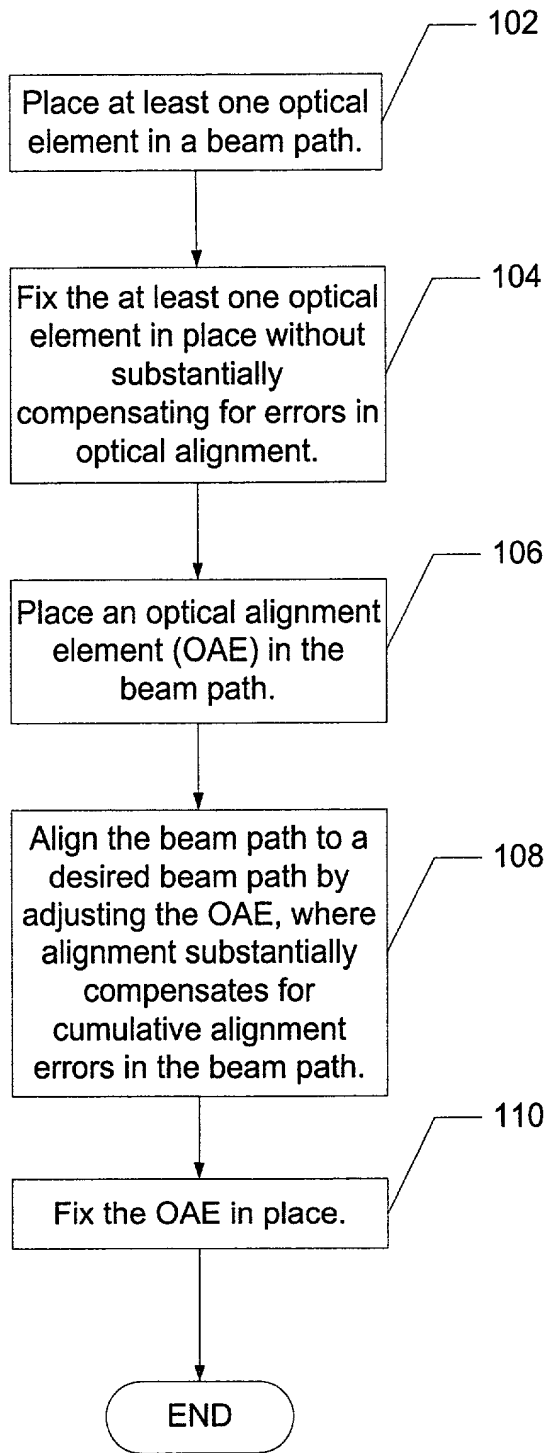 102
Place at least one optical
element in a beam path.
104
Fix the at least one optical
element in place without
substantially
compensating for errors in
optical alignment.
106
Place an optical alignment
element (OAE) in the
beam path.
108
Align the beam path to a
desired beam path by
adjusting the OAE, where
alignment substantially
compensates for
cumulative alignment
errors in the beam path.
110
Fix the OAE in place.
END